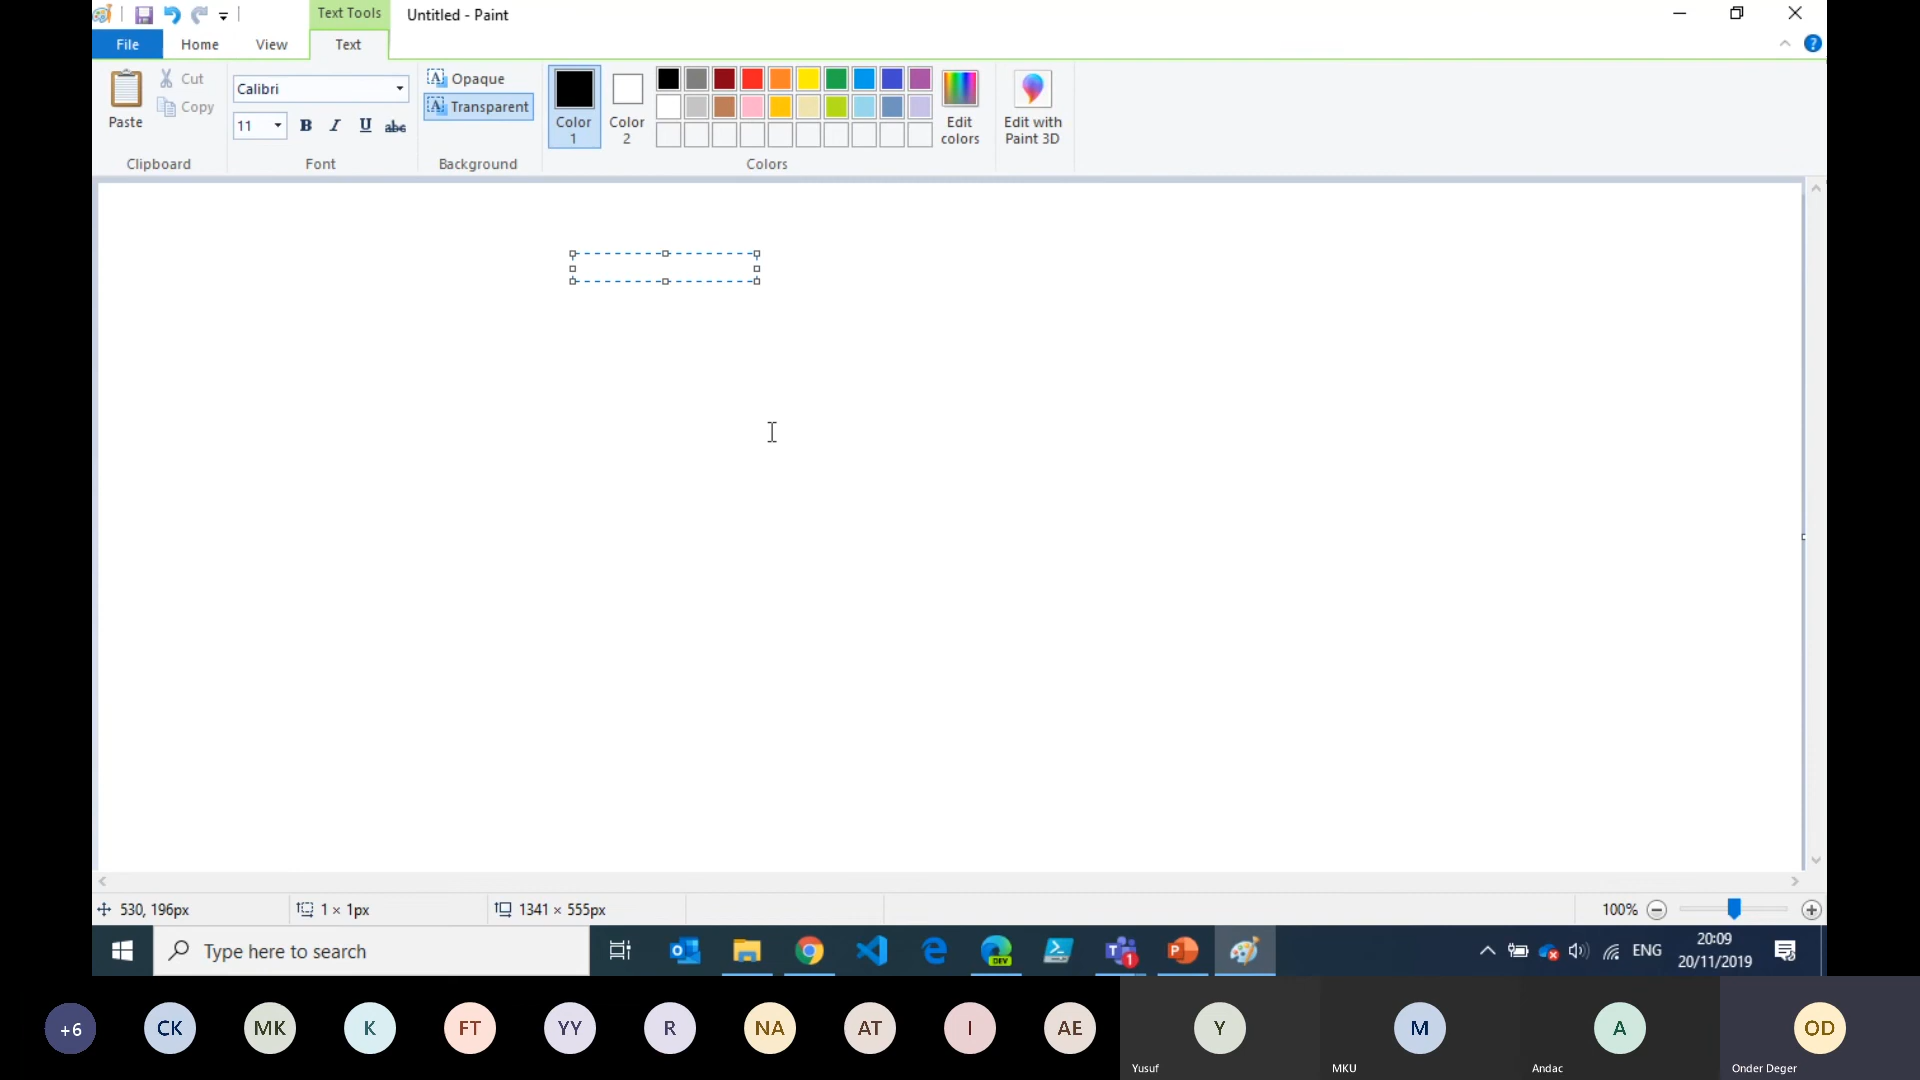 Text Tools
Untitled - Paint
File
Home
View
Text
Paste
Cut
Copy
Clipboard
Calibri
11
B I U abc
Font
Opaque
Transparent
Background
Color 1
Color 2
Colors
Edit colors
Edit with Paint 3D
530, 196px
1 × 1px
1341 × 555px
100%
Type here to search
DEV
1
ENG
20:09
20/11/2019
+6
CK
MK
K
FT
YY
R
NA
AT
I
AE
Y
Yusuf
M
MKU
A
Andac
OD
Onder Deger